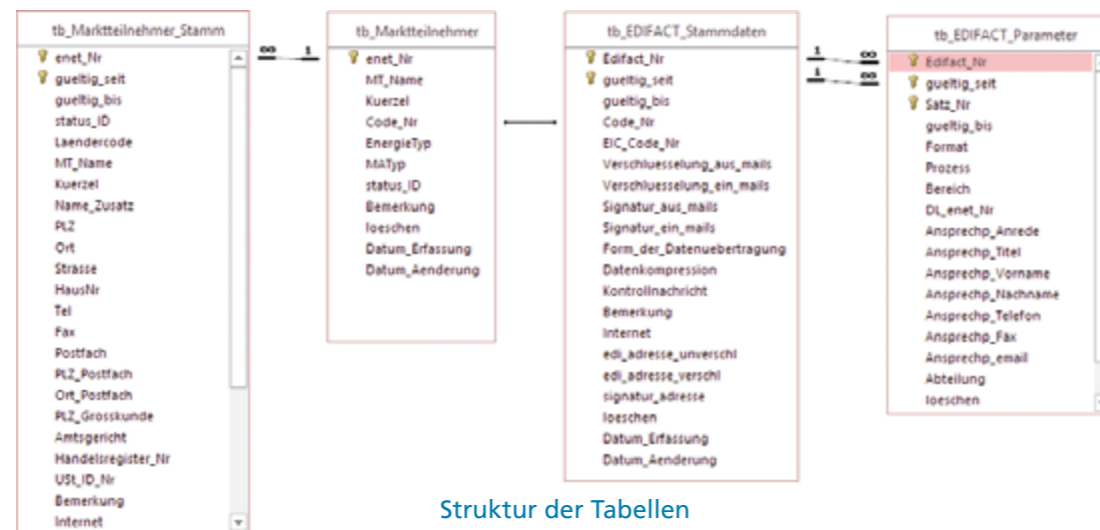 tb_Marktteilnehmer_Stamm
enet_Nr
gueltig_seit
gueltig_bis
status_ID
Laendercode
MT_Name
Kuerzel
Name_Zusatz
PLZ
Ort
Strasse
HausNr
Tel
Fax
Postfach
PLZ_Postfach
Ort_Postfach
PLZ_Grosskunde
Amtsgericht
Handelsregister_Nr
USt_ID_Nr
Bemerkung
Internet
∞ 1
tb_Marktteilnehmer
enet_Nr
MT_Name
Kuerzel
Code_Nr
EnergieTyp
MATyp
status_ID
Bemerkung
loeschen
Datum_Erfassung
Datum_Aenderung
tb_EDIFACT_Stammdaten
Edifact_Nr
gueltig_seit
gueltig_bis
Code_Nr
EIC_Code_Nr
Verschluesselung_aus_mails
Verschluesselung_ein_mails
Signatur_aus_mails
Signatur_ein_mails
Form_der_Datenuebertragung
Datenkompression
Kontrollnachricht
Bemerkung
Internet
edi_adresse_unverschl
edi_adresse_verschl
signatur_adresse
loeschen
Datum_Erfassung
Datum_Aenderung
1 ∞
1 ∞
tb_EDIFACT_Parameter
Edifact_Nr
gueltig_seit
Satz_Nr
gueltig_bis
Format
Prozess
Bereich
DL_enet_Nr
Ansprechp_Anrede
Ansprechp_Titel
Ansprechp_Vorname
Ansprechp_Nachname
Ansprechp_Telefon
Ansprechp_Fax
Ansprechp_email
Abteilung
loeschen
Struktur der Tabellen